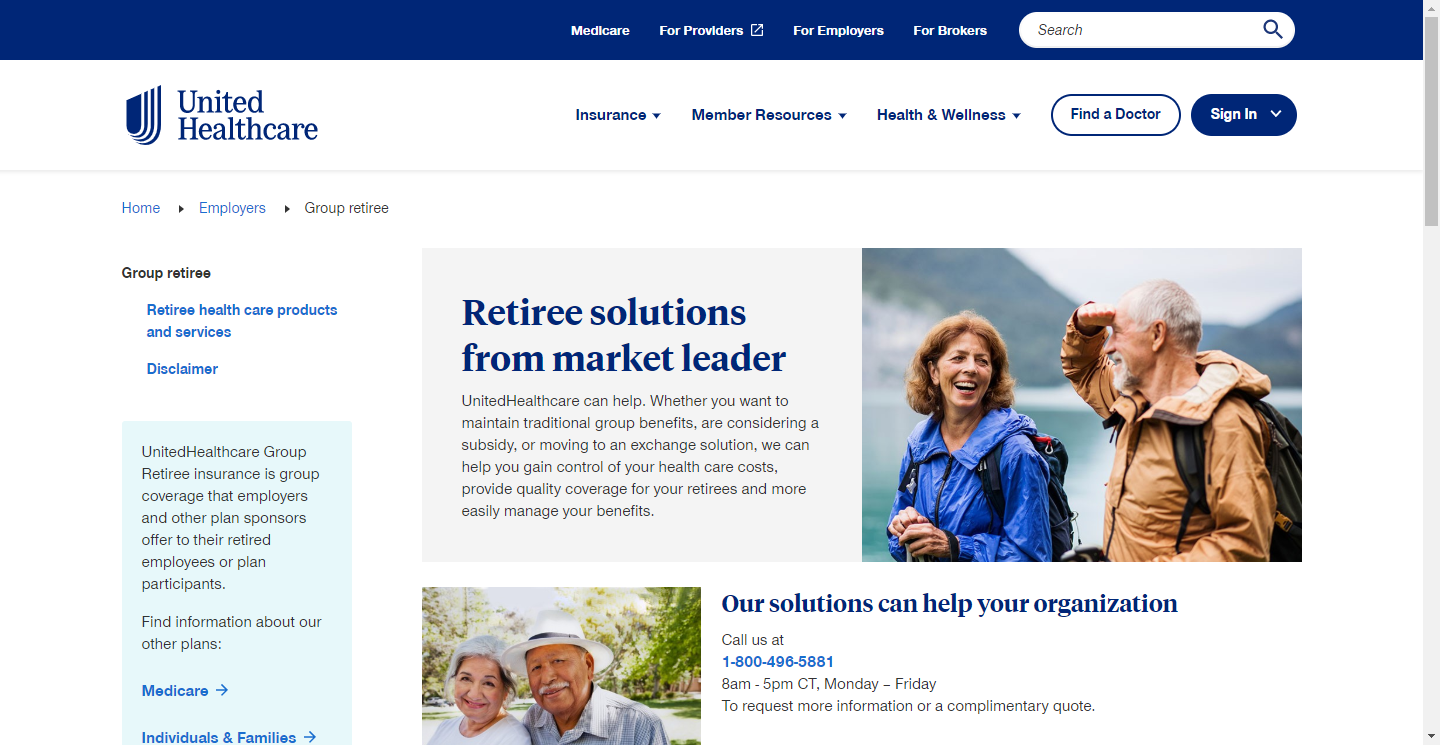 Medicare
For Providers
For Employers
For Brokers
Search
United
Healthcare
Insurance
Member Resources
Health & Wellness
Find a Doctor
Sign In
Home
Employers
Group retiree
Group retiree
Retiree health care products
and services
Disclaimer
UnitedHealthcare Group
Retiree insurance is group
coverage that employers
and other plan sponsors
offer to their retired
employees or plan
participants.
Find information about our
other plans:
Medicare
Individuals & Families
Retiree solutions
from market leader
UnitedHealthcare can help. Whether you want to
maintain traditional group benefits, are considering a
subsidy, or moving to an exchange solution, we can
help you gain control of your health care costs,
provide quality coverage for your retirees and more
easily manage your benefits.
Our solutions can help your organization
Call us at
1-800-496-5881
8am - 5pm CT, Monday – Friday
To request more information or a complimentary quote.